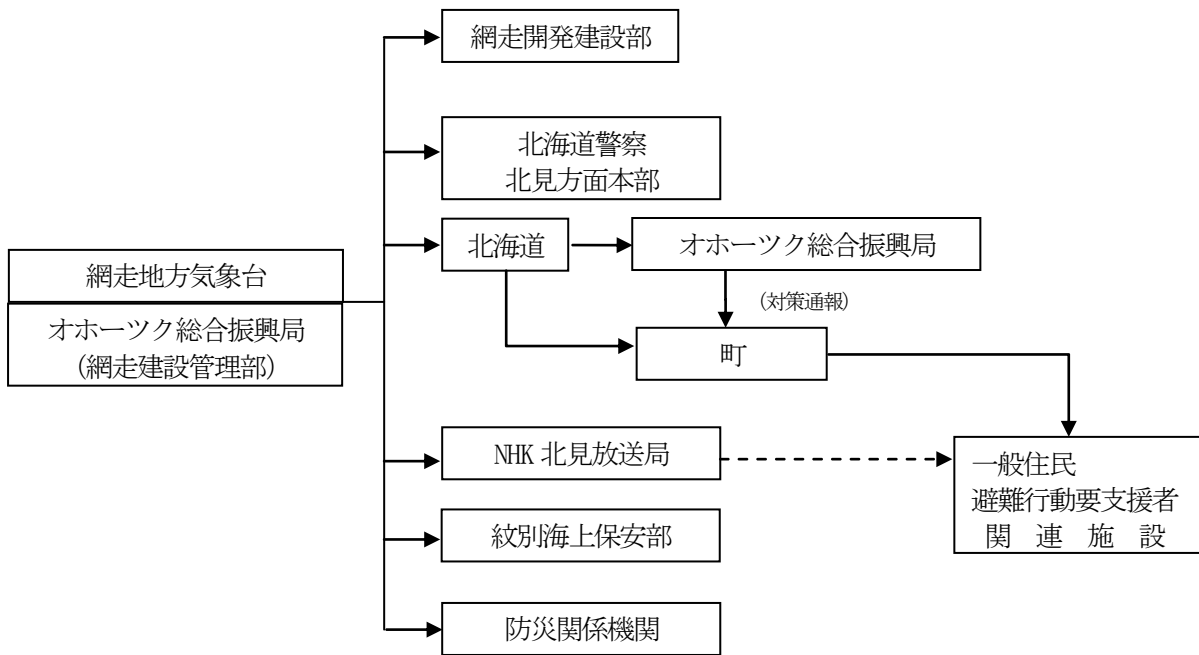 網走開発建設部
北海道警察
北見方面本部
北海道
オホーツク総合振興局
網走地方気象台
オホーツク総合振興局
(網走建設管理部)
(対策通報)
町
NHK 北見放送局
一般住民
避難行動要支援者
関 連 施 設
紋別海上保安部
防災関係機関